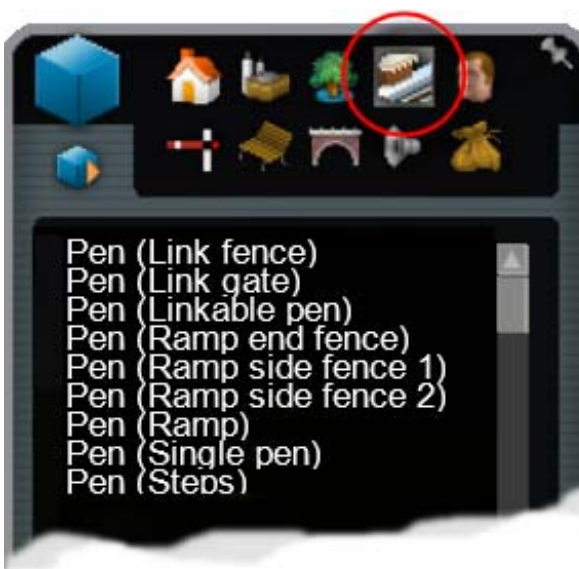 Pen (Link fence)
Pen (Link gate)
Pen (Linkable pen)
Pen (Ramp end fence)
Pen (Ramp side fence 1)
Pen (Ramp side fence 2)
Pen (Ramp)
Pen (Single pen)
Pen (Steps)